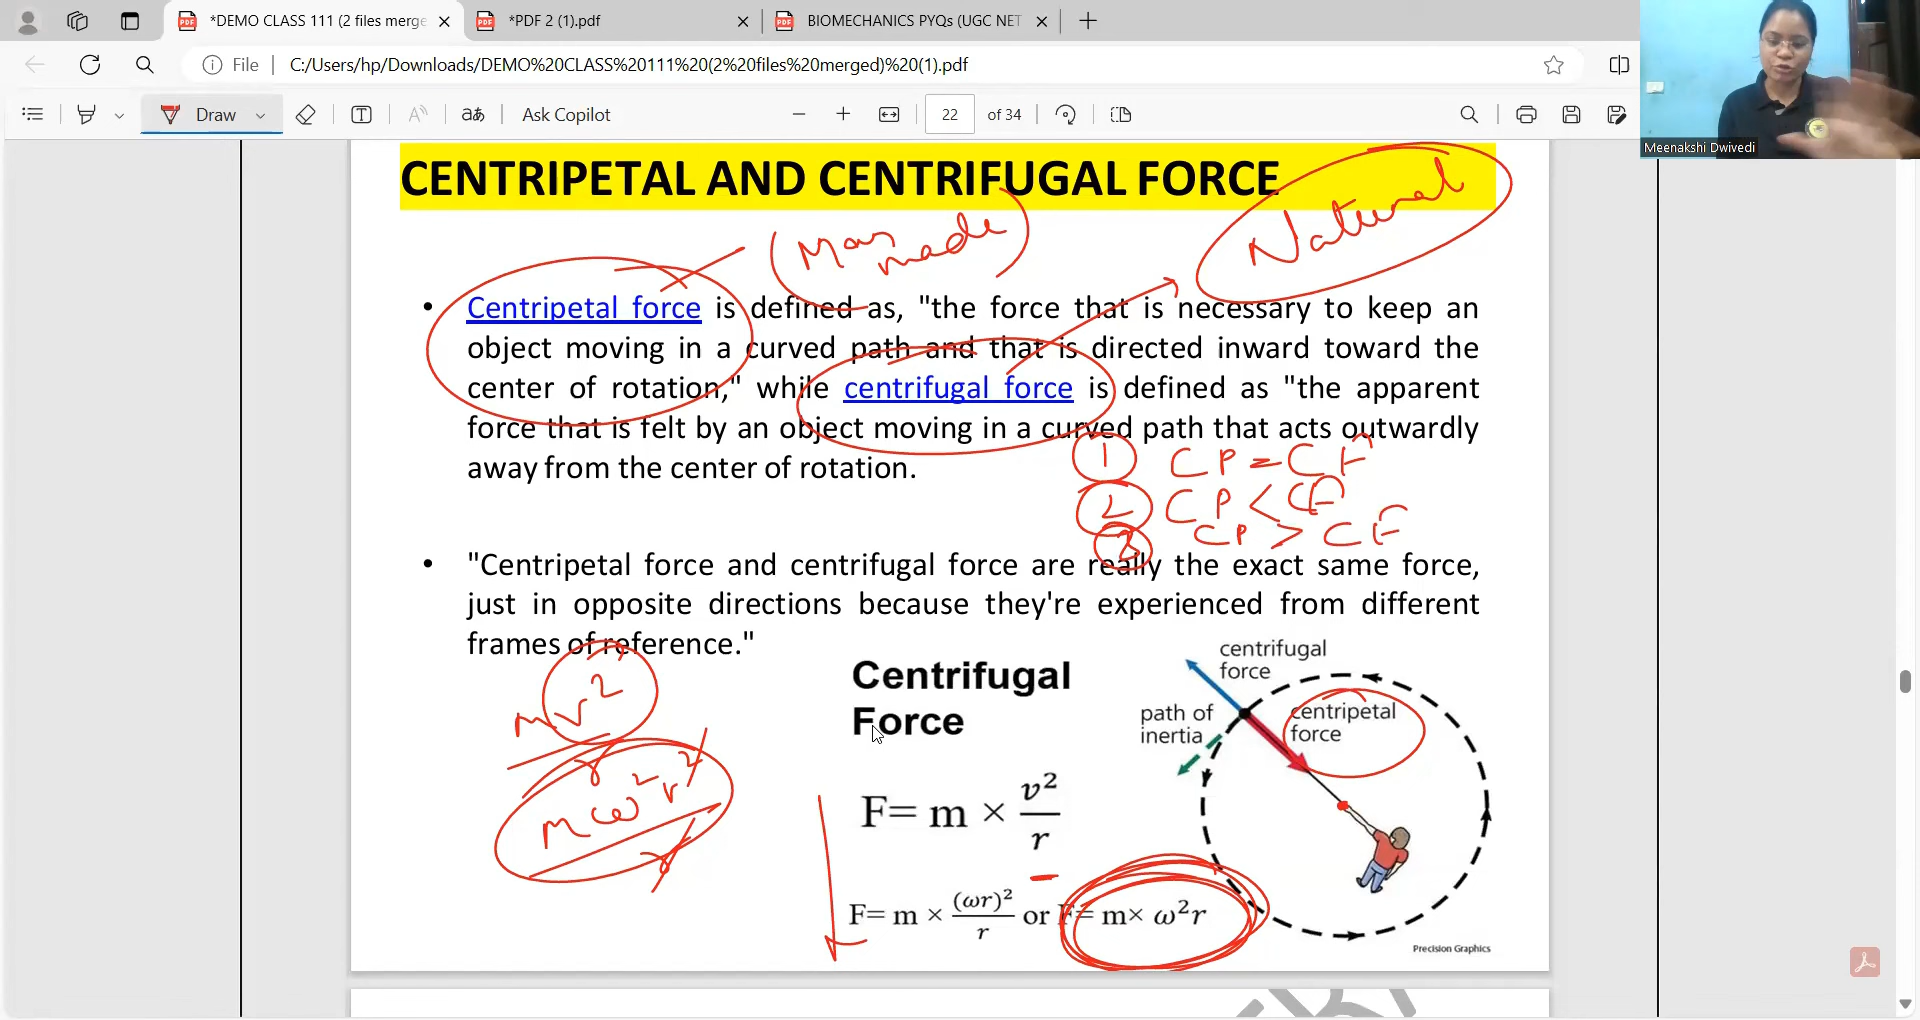 *DEMO CLASS 111 (2 files merge
*PDF 2 (1).pdf
BIOMECHANICS PYQs (UGC NET
File
C:/Users/hp/Downloads/DEMO%20CLASS%20111%20(2%20files%20merged)%20(1).pdf
Draw
Ask Copilot
22 of 34
Meenakshi Dwivedi
CENTRIPETAL AND CENTRIFUGAL FORCE
(Man made)
Natural
• Centripetal force is defined as, "the force that is necessary to keep an
object moving in a curved path and that is directed inward toward the
center of rotation," while centrifugal force is defined as "the apparent
force that is felt by an object moving in a curved path that acts outwardly
away from the center of rotation.
1 CP = CF
2 CP < CF
3 CP > CF
• "Centripetal force and centrifugal force are really the exact same force,
just in opposite directions because they're experienced from different
frames of reference."
mv²
r
mω²r²
r
Centrifugal
Force
F= m × v²/r
F= m × (ωr)²/r or F= m× ω²r
centrifugal
force
path of
inertia
centripetal
force
Precision Graphics